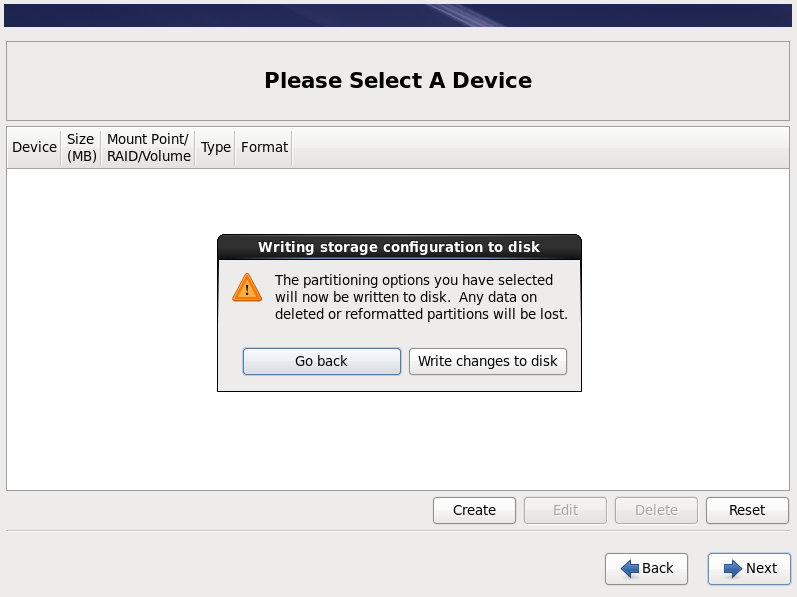 Please Select A Device
Device
Size
(MB)
Mount Point/
RAID/Volume
Type
Format
Writing storage configuration to disk
The partitioning options you have selected
will now be written to disk.  Any data on
deleted or reformatted partitions will be lost.
Go back
Write changes to disk
Create
Edit
Delete
Reset
Back
Next